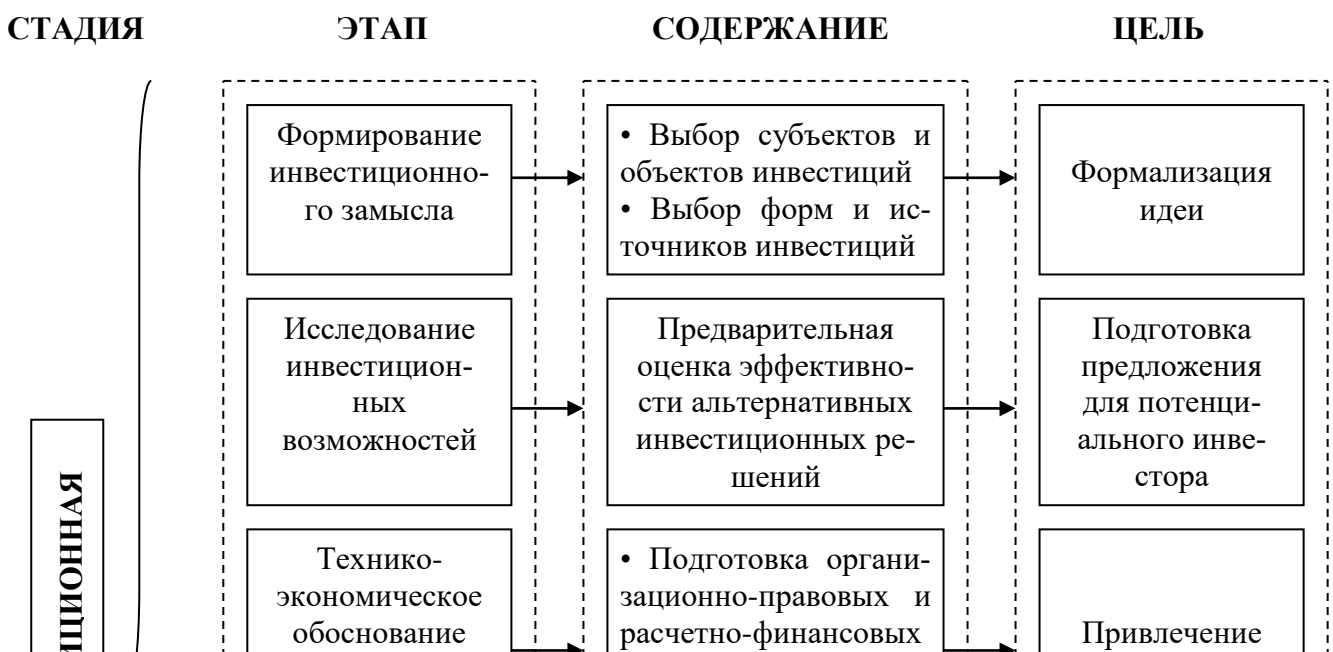 СТАДИЯ ЭТАП СОДЕРЖАНИЕ ЦЕЛЬ
Формирование
инвестиционно-
го замысла
• Выбор субъектов и
объектов инвестиций
• Выбор форм и ис-
точников инвестиций
Формализация
идеи
Исследование
инвестицион-
ных
возможностей
Предварительная
оценка эффективно-
сти альтернативных
инвестиционных ре-
шений
Подготовка
предложения
для потенци-
ального инве-
стора
Технико-
экономическое
обоснование
• Подготовка органи-
зационно-правовых и
расчетно-финансовых
Привлечение